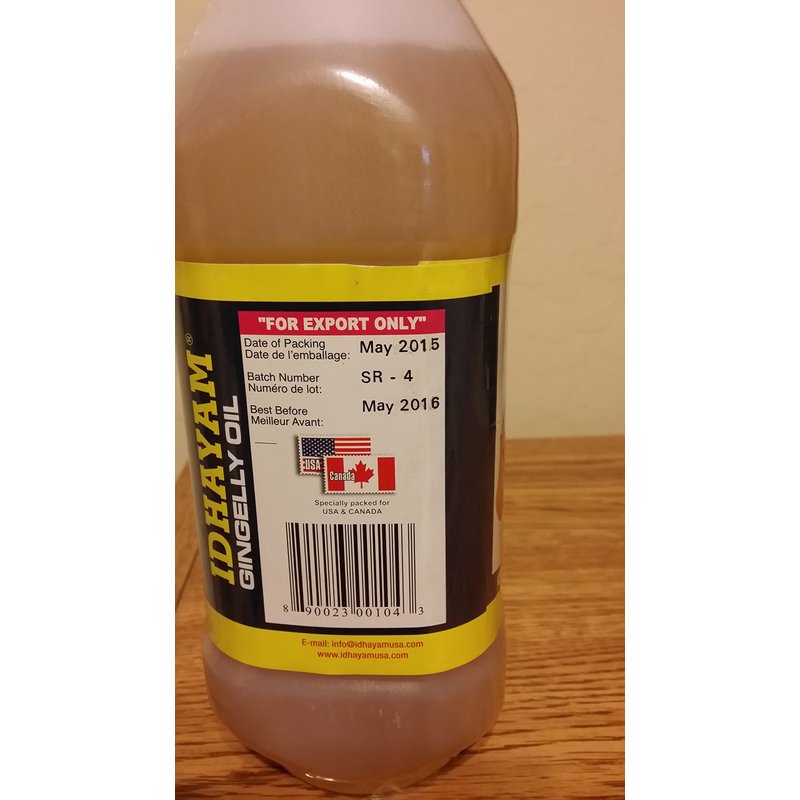 IDHAYAM®
GINGELLY OIL
"FOR EXPORT ONLY"
Date of Packing
Date de l'emballage: May 2015
Batch Number
Numéro de lot: SR - 4
Best Before
Meilleur Avant: May 2016
USA
Canada
Specially packed for
USA & CANADA
8 90023 00104 3
E-mail: info@idhayamusa.com
www.idhayamusa.com